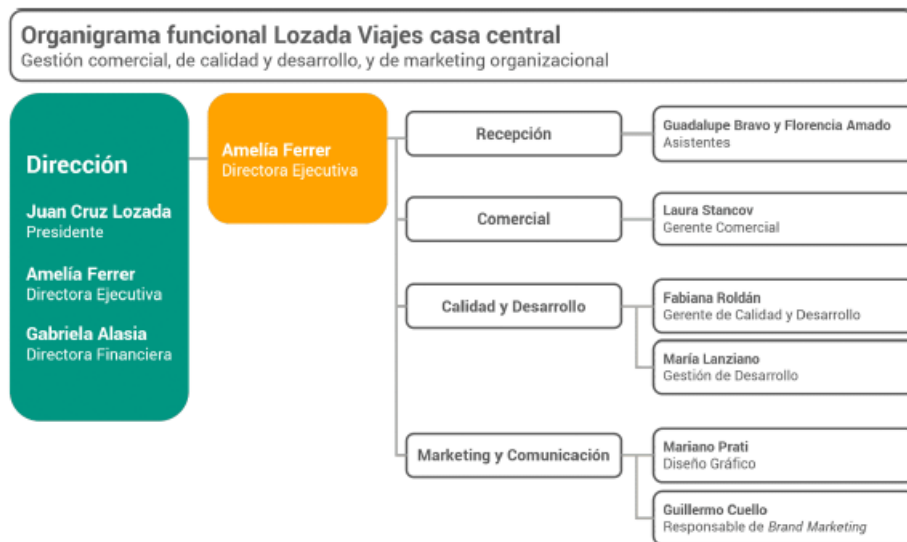 Organigrama funcional Lozada Viajes casa central
Gestión comercial, de calidad y desarrollo, y de marketing organizacional
Dirección
Juan Cruz Lozada
Presidente
Amelía Ferrer
Directora Ejecutiva
Gabriela Alasia
Directora Financiera
Amelía Ferrer
Directora Ejecutiva
Recepción
Guadalupe Bravo y Florencia Amado
Asistentes
Comercial
Laura Stancov
Gerente Comercial
Calidad y Desarrollo
Fabiana Roldán
Gerente de Calidad y Desarrollo
María Lanziano
Gestión de Desarrollo
Marketing y Comunicación
Mariano Prati
Diseño Gráfico
Guillermo Cuello
Responsable de Brand Marketing